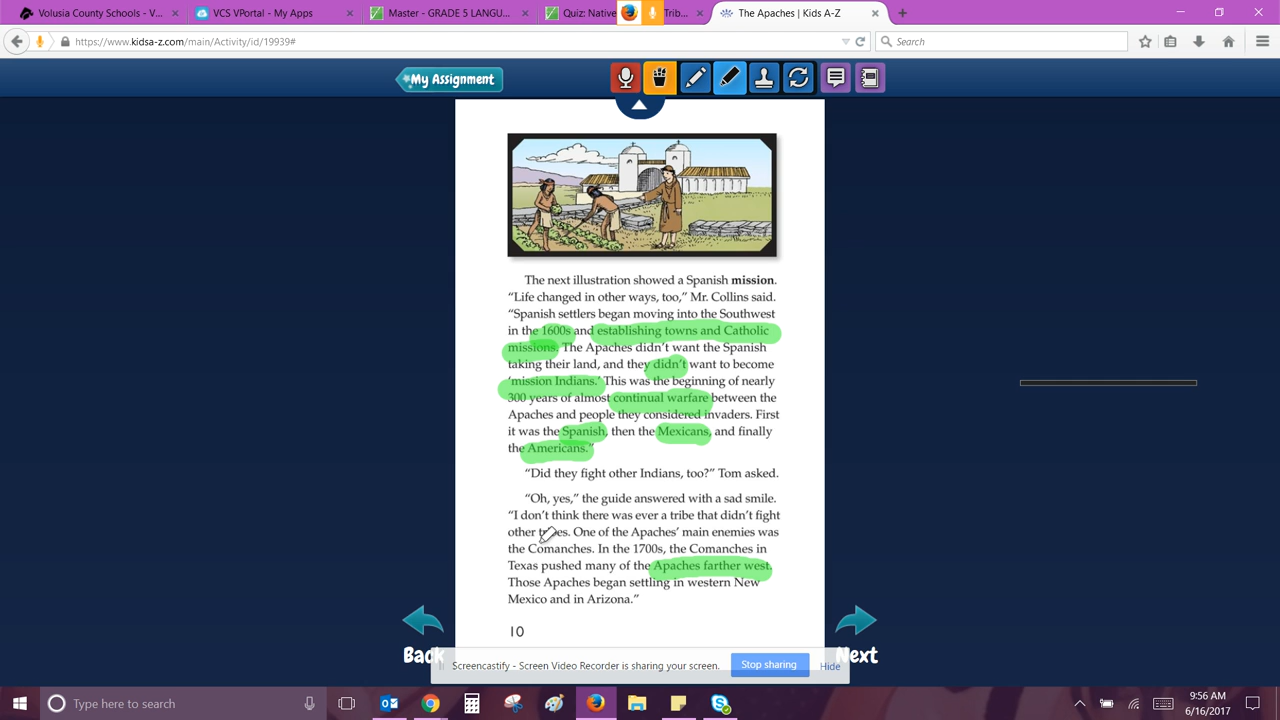 Volusia County Schools - V...
VCS VPortal - My Apps
Master - GRADE 5 LANGU...
Quiz: Native
Trib...
The Apaches | Kids A-Z
https://www.kidsa-z.com/main/Activity/id/19939#
Search
My Assignment
The next illustration showed a Spanish mission.
“Life changed in other ways, too,” Mr. Collins said.
“Spanish settlers began moving into the Southwest
in the 1600s and establishing towns and Catholic
missions. The Apaches didn’t want the Spanish
taking their land, and they didn’t want to become
‘mission Indians.’ This was the beginning of nearly
300 years of almost continual warfare between the
Apaches and people they considered invaders. First
it was the Spanish, then the Mexicans, and finally
the Americans.”
“Did they fight other Indians, too?” Tom asked.
“Oh, yes,” the guide answered with a sad smile.
“I don’t think there was ever a tribe that didn’t fight
other tribes. One of the Apaches’ main enemies was
the Comanches. In the 1700s, the Comanches in
Texas pushed many of the Apaches farther west.
Those Apaches began settling in western New
Mexico and in Arizona.”
10
Back
Next
Screencastify - Screen Video Recorder is sharing your screen.
Stop sharing
Hide
Type here to search
9:56 AM
6/16/2017